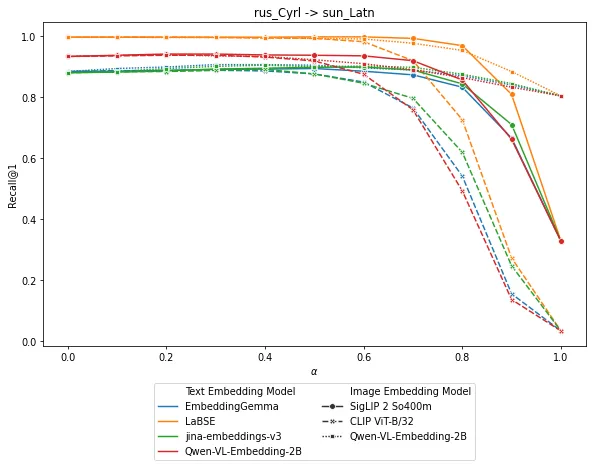 rus_Cyrl -> sun_Latn
Recall@1
1.0
0.8
0.6
0.4
0.2
0.0
0.0 0.2 0.4 0.6 0.8 1.0
α
Text Embedding Model
EmbeddingGemma
LaBSE
jina-embeddings-v3
Qwen-VL-Embedding-2B
Image Embedding Model
SigLIP 2 So400m
CLIP ViT-B/32
Qwen-VL-Embedding-2B